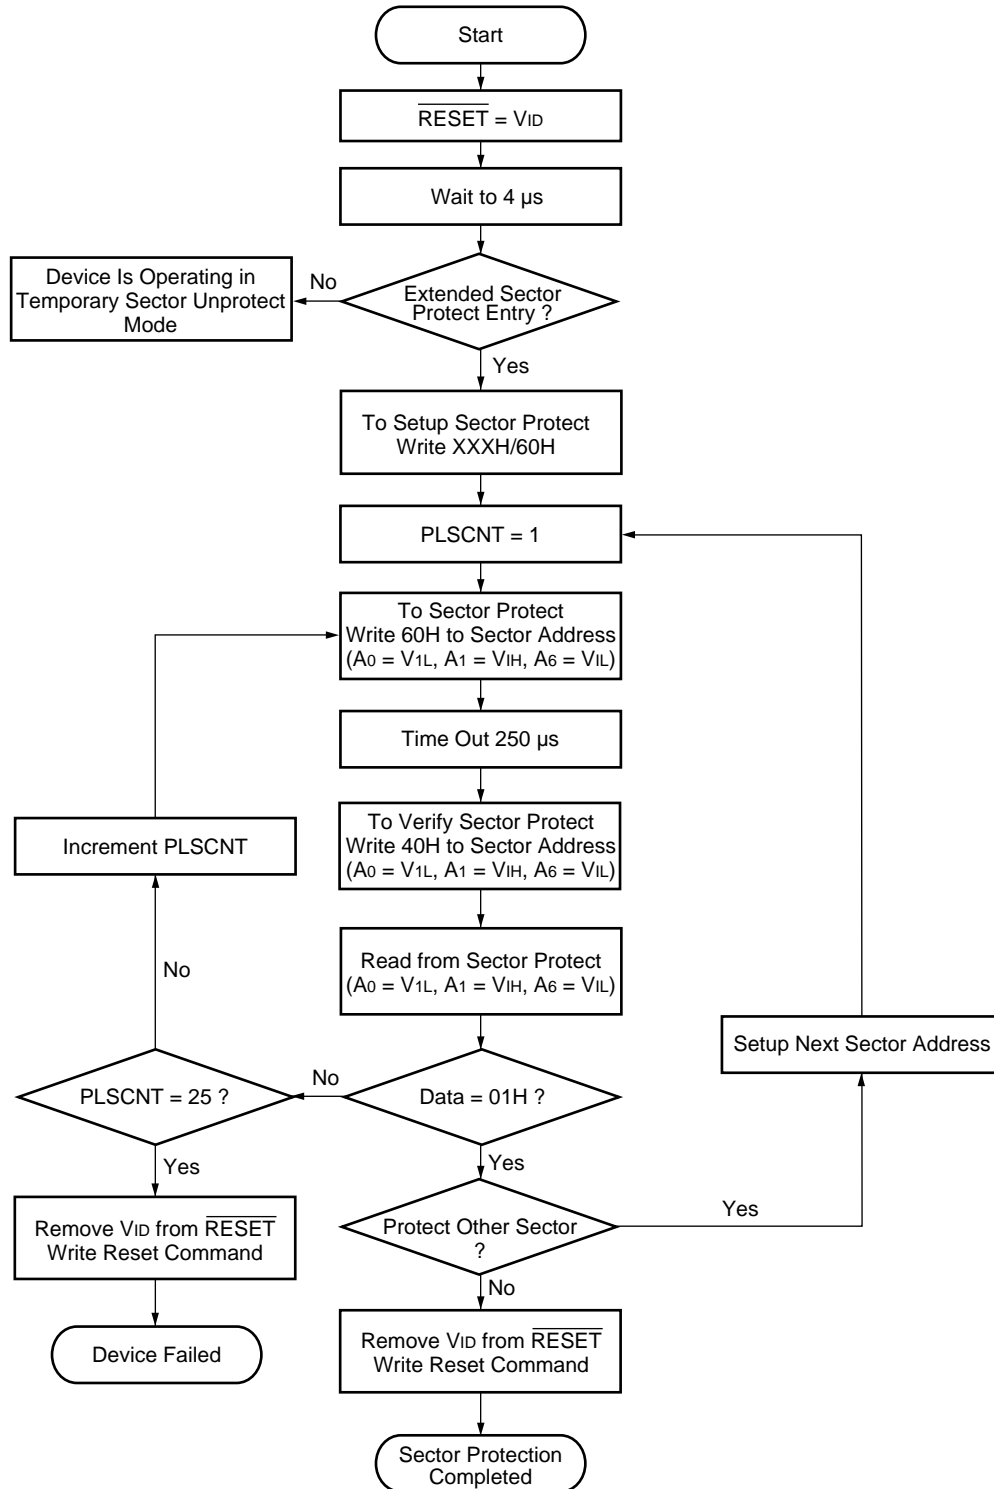 Start
RESET = VID
Wait to 4 µs
Device Is Operating in
Temporary Sector Unprotect
Mode
No
Extended Sector
Protect Entry ?
Yes
To Setup Sector Protect
Write XXXH/60H
PLSCNT = 1
To Sector Protect
Write 60H to Sector Address
(A0 = V1L, A1 = VIH, A6 = VIL)
Time Out 250 µs
To Verify Sector Protect
Write 40H to Sector Address
(A0 = V1L, A1 = VIH, A6 = VIL)
Increment PLSCNT
Read from Sector Protect
(A0 = V1L, A1 = VIH, A6 = VIL)
No
Setup Next Sector Address
PLSCNT = 25 ?
No
Data = 01H ?
Yes
Yes
Remove VID from RESET
Write Reset Command
Protect Other Sector
?
Yes
No
Device Failed
Remove VID from RESET
Write Reset Command
Sector Protection
Completed